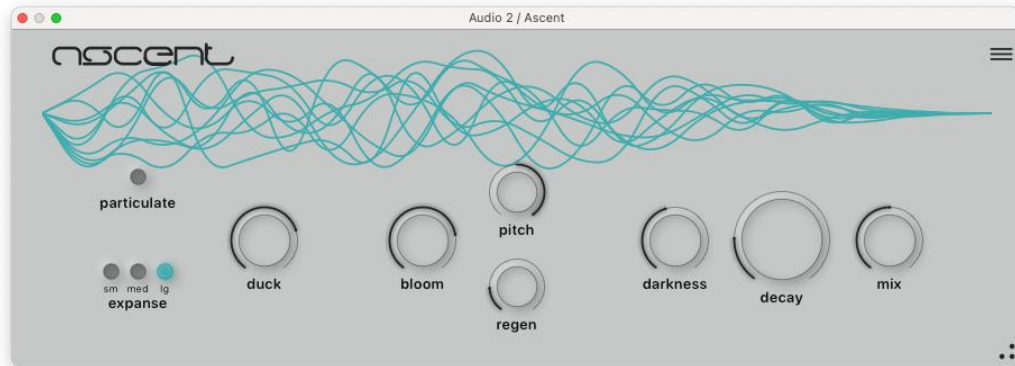 Audio 2 / Ascent
ascent
particulate
pitch
duck
bloom
darkness
decay
mix
sm med lg
expanse
regen